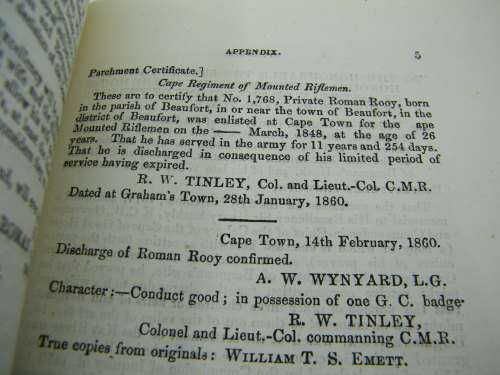 APPENDIX. 5
Parchment Certificate.]
Cape Regiment of Mounted Riflemen.
These are to certify that No. 1,768, Private Roman Rooy, born
in the parish of Beaufort, in or near the town of Beaufort, in the
district of Beaufort, was enlisted at Cape Town for the ape
Mounted Riflemen on the —— March, 1848, at the age of 26
years. That he has served in the army for 11 years and 254 days.
That he is discharged in consequence of his limited period of
service having expired.
R. W. TINLEY, Col. and Lieut.-Col. C.M.R.
Dated at Graham's Town, 28th January, 1860.
Cape Town, 14th February, 1860.
Discharge of Roman Rooy confirmed.
A. W. WYNYARD, L.G.
Character:—Conduct good; in possession of one G. C. badge
R. W. TINLEY,
Colonel and Lieut.-Col. commanning C.M.R.
True copies from originals: WILLIAM T. S. EMETT.